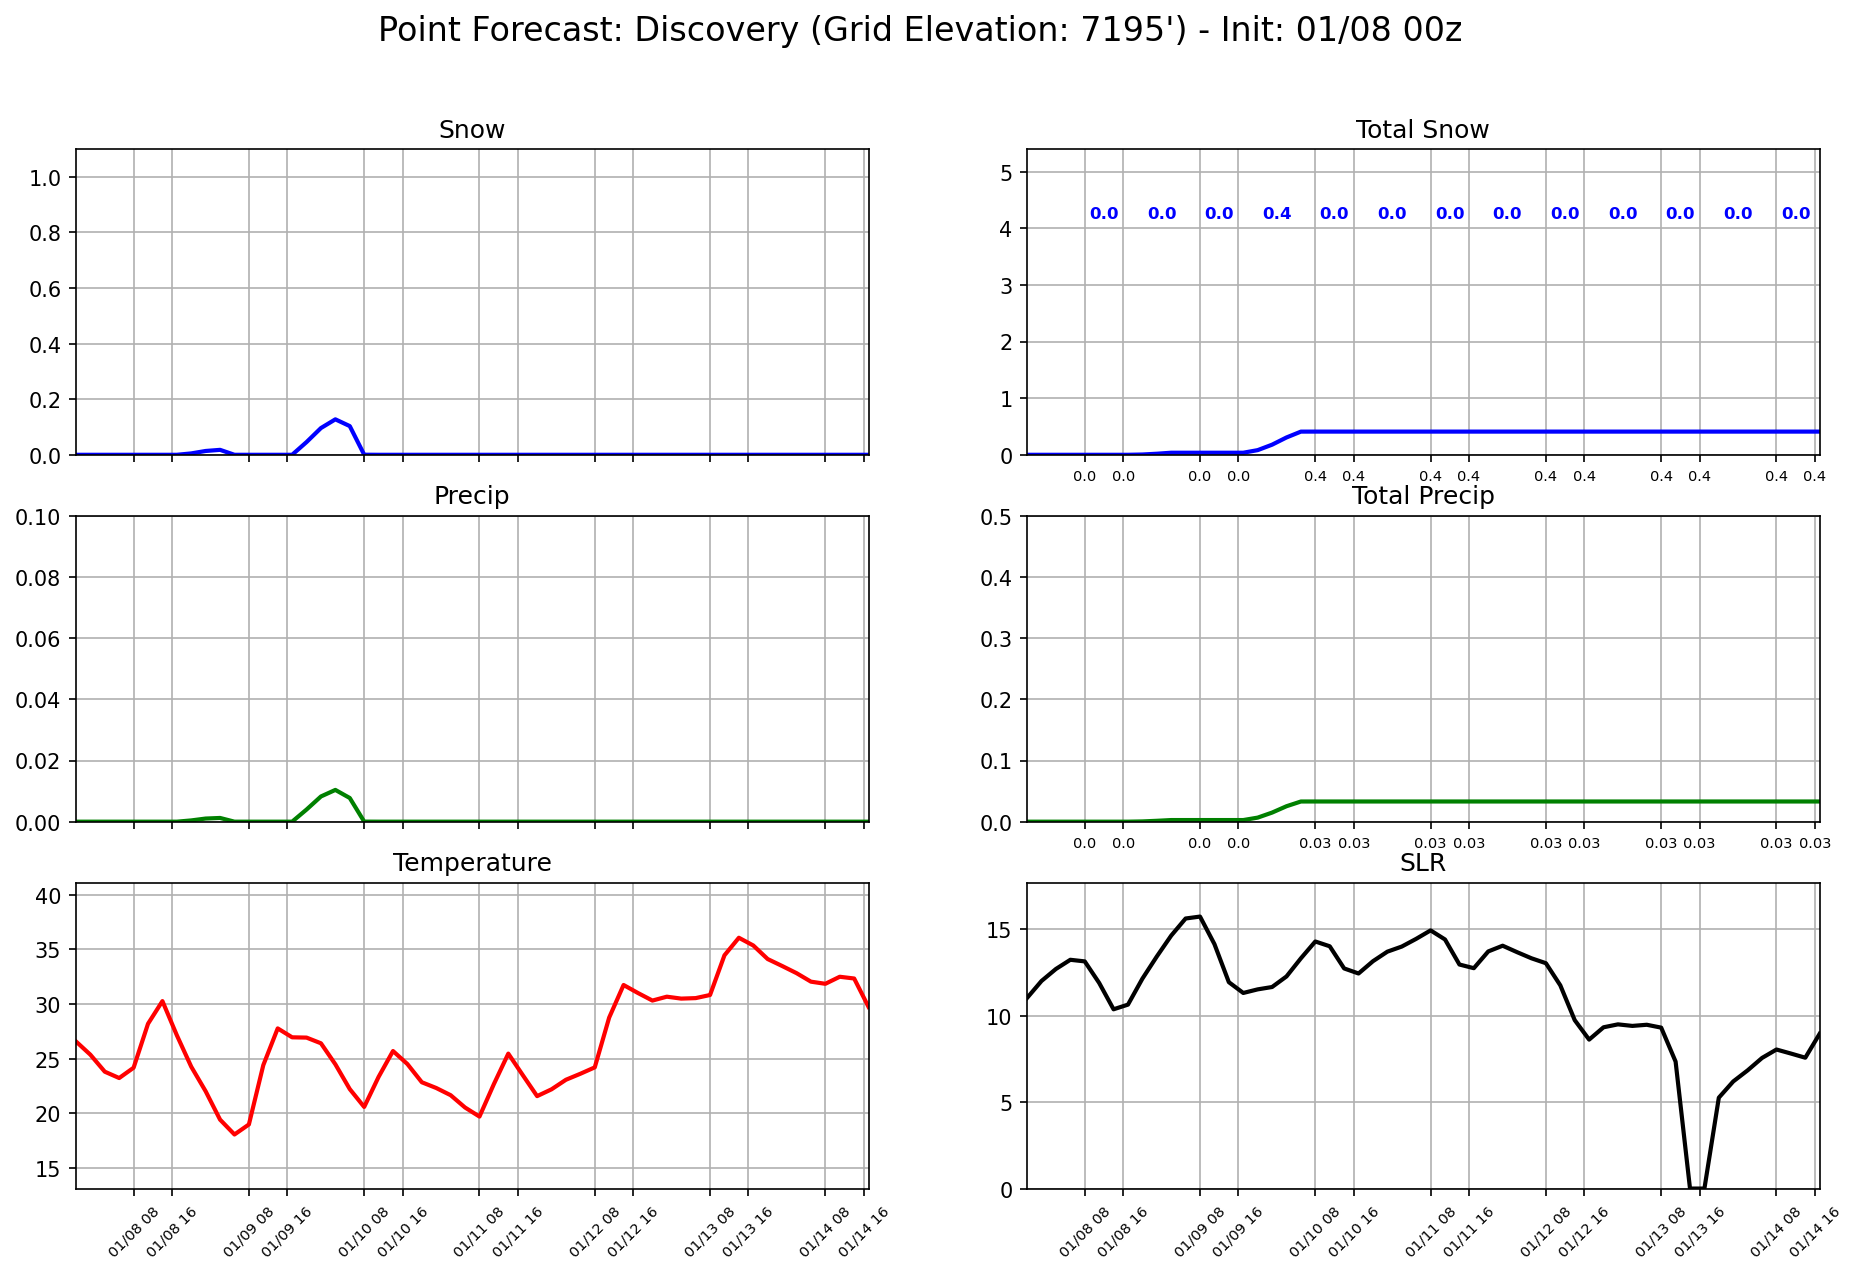 Point Forecast: Discovery (Grid Elevation: 7195') - Init: 01/08 00z
Snow
1.0
0.8
0.6
0.4
0.2
0.0
Total Snow
5
4
3
2
1
0
0.0 0.0 0.0 0.4 0.0 0.0 0.0 0.0 0.0 0.0 0.0 0.0 0.0
0.0 0.0 0.0 0.0 0.4 0.4 0.4 0.4 0.4 0.4 0.4 0.4 0.4 0.4
Precip
0.10
0.08
0.06
0.04
0.02
0.00
Total Precip
0.5
0.4
0.3
0.2
0.1
0.0
0.0 0.0 0.0 0.0 0.03 0.03 0.03 0.03 0.03 0.03 0.03 0.03 0.03 0.03
Temperature
40
35
30
25
20
15
01/08 08 01/08 16 01/09 08 01/09 16 01/10 08 01/10 16 01/11 08 01/11 16 01/12 08 01/12 16 01/13 08 01/13 16 01/14 08 01/14 16
SLR
15
10
5
0
01/08 08 01/08 16 01/09 08 01/09 16 01/10 08 01/10 16 01/11 08 01/11 16 01/12 08 01/12 16 01/13 08 01/13 16 01/14 08 01/14 16